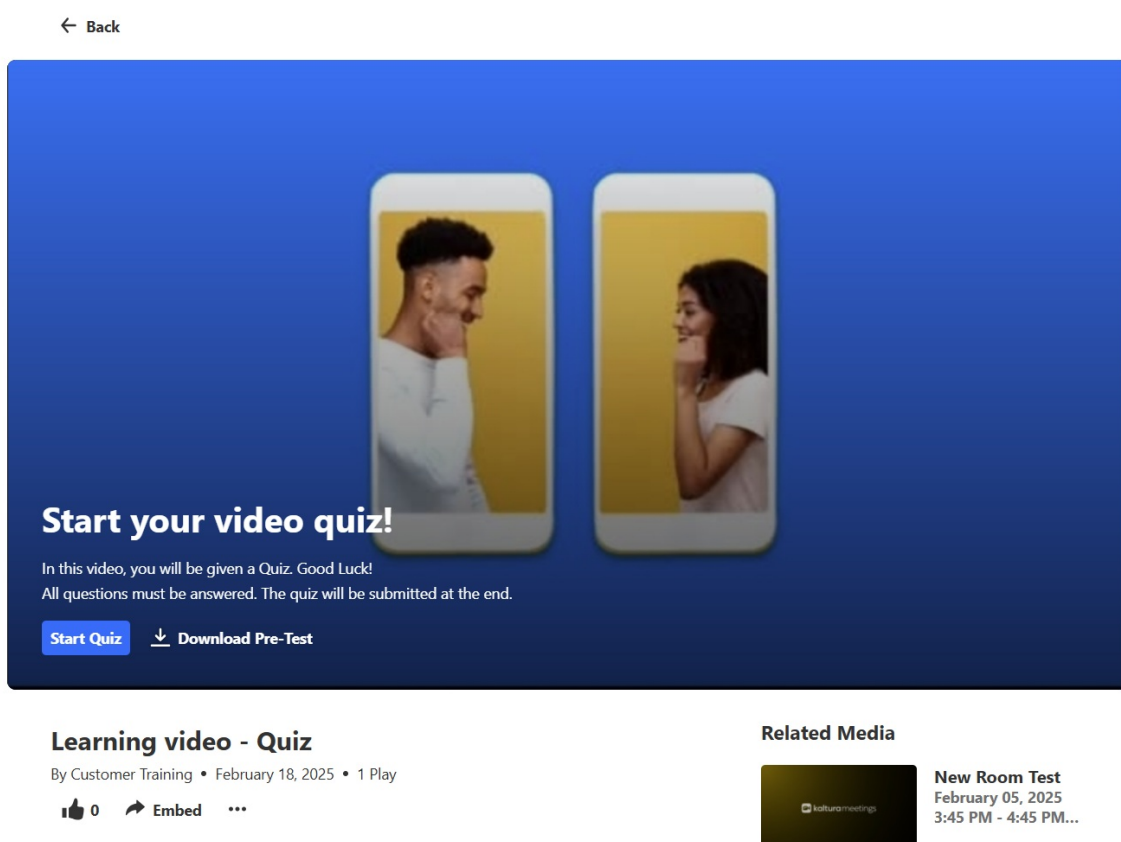 Back
Start your video quiz!
In this video, you will be given a Quiz. Good Luck!
All questions must be answered. The quiz will be submitted at the end.
Start Quiz Download Pre-Test
Learning video - Quiz
By Customer Training • February 18, 2025 • 1 Play
0 Embed •••
Related Media
kalturameetings
New Room Test
February 05, 2025
3:45 PM - 4:45 PM...